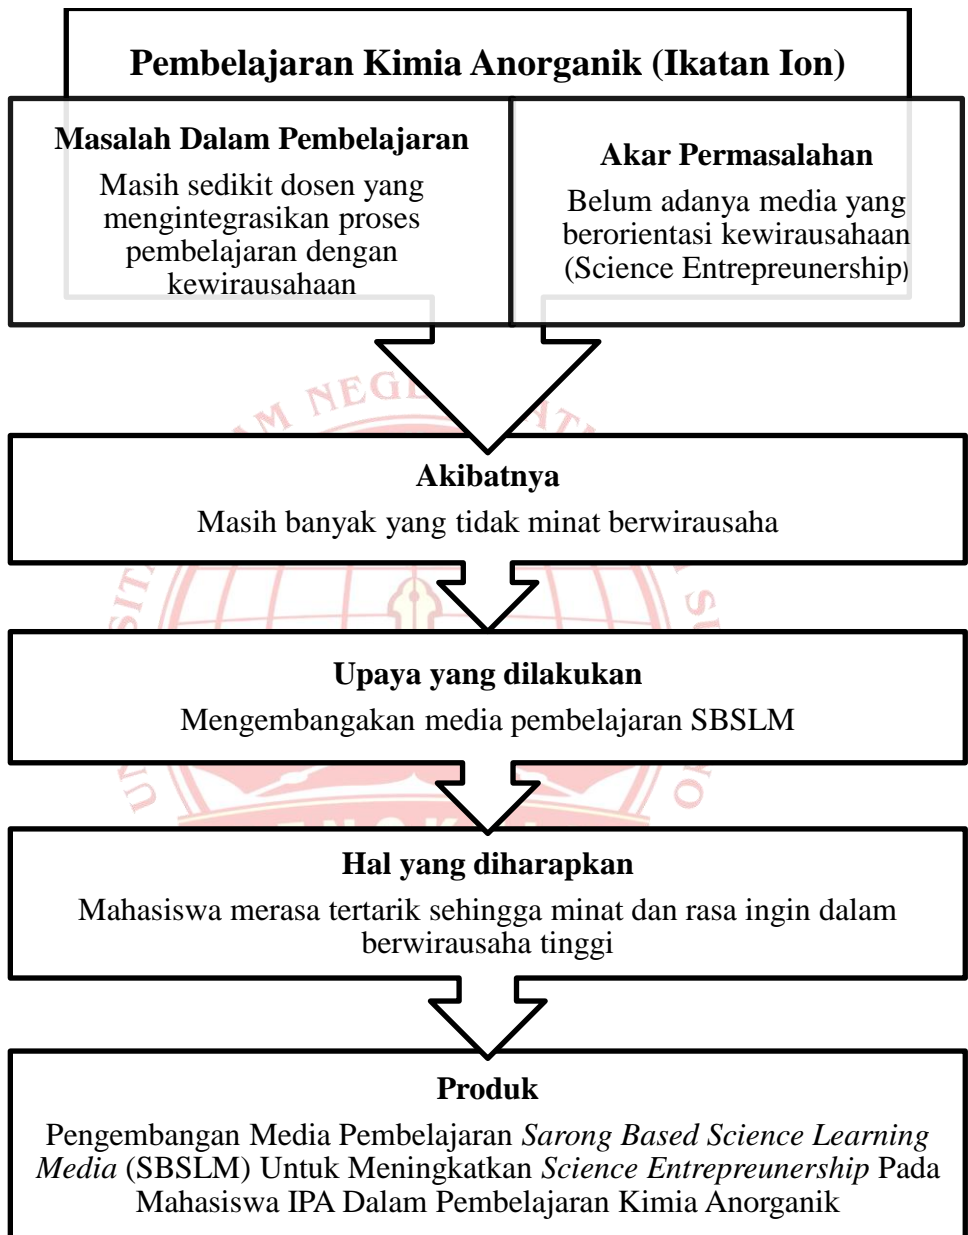 Pembelajaran Kimia Anorganik (Ikatan Ion)
Masalah Dalam Pembelajaran
Masih sedikit dosen yang
mengintegrasikan proses
pembelajaran dengan
kewirausahaan
Akar Permasalahan
Belum adanya media yang
berorientasi kewirausahaan
(Science Entrepreunership)
Akibatnya
Masih banyak yang tidak minat berwirausaha
Upaya yang dilakukan
Mengembangakan media pembelajaran SBSLM
Hal yang diharapkan
Mahasiswa merasa tertarik sehingga minat dan rasa ingin dalam
berwirausaha tinggi
Produk
Pengembangan Media Pembelajaran Sarong Based Science Learning
Media (SBSLM) Untuk Meningkatkan Science Entrepreunership Pada
Mahasiswa IPA Dalam Pembelajaran Kimia Anorganik